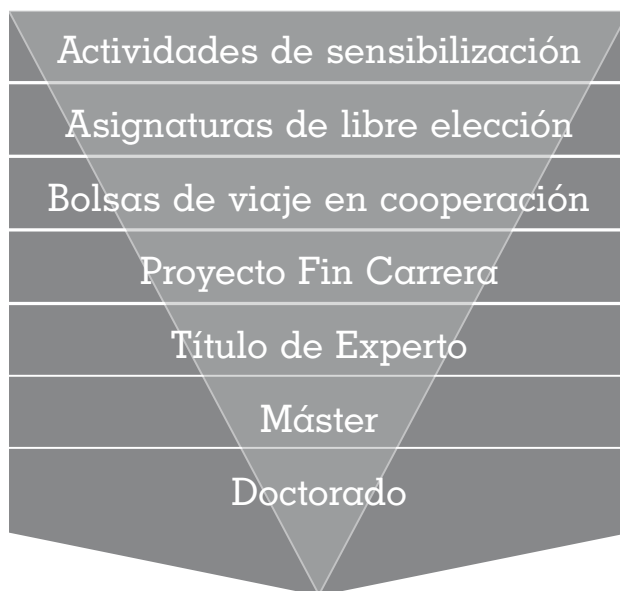 Actividades de sensibilización
Asignaturas de libre elección
Bolsas de viaje en cooperación
Proyecto Fin Carrera
Título de Experto
Máster
Doctorado